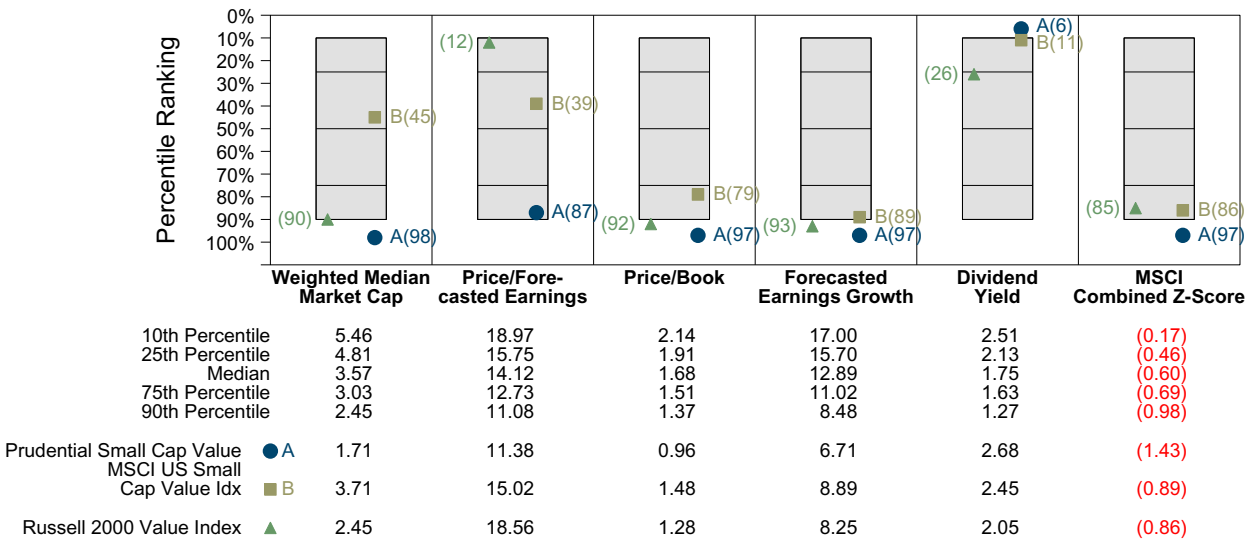 Percentile Ranking
0%
10%
20%
30%
40%
50%
60%
70%
80%
90%
100%
(90)
B(45)
A(98)
(12)
B(39)
A(87)
(92)
B(79)
A(97)
(93)
B(89)
A(97)
(26)
A(6)
B(11)
(85)
B(86)
A(97)
Weighted Median
Market Cap
Price/Fore-
casted Earnings
Price/Book
Forecasted
Earnings Growth
Dividend
Yield
MSCI
Combined Z-Score
10th Percentile 5.46 18.97 2.14 17.00 2.51 (0.17)
25th Percentile 4.81 15.75 1.91 15.70 2.13 (0.46)
Median 3.57 14.12 1.68 12.89 1.75 (0.60)
75th Percentile 3.03 12.73 1.51 11.02 1.63 (0.69)
90th Percentile 2.45 11.08 1.37 8.48 1.27 (0.98)
Prudential Small Cap Value A 1.71 11.38 0.96 6.71 2.68 (1.43)
MSCI US Small
Cap Value Idx B 3.71 15.02 1.48 8.89 2.45 (0.89)
Russell 2000 Value Index 2.45 18.56 1.28 8.25 2.05 (0.86)